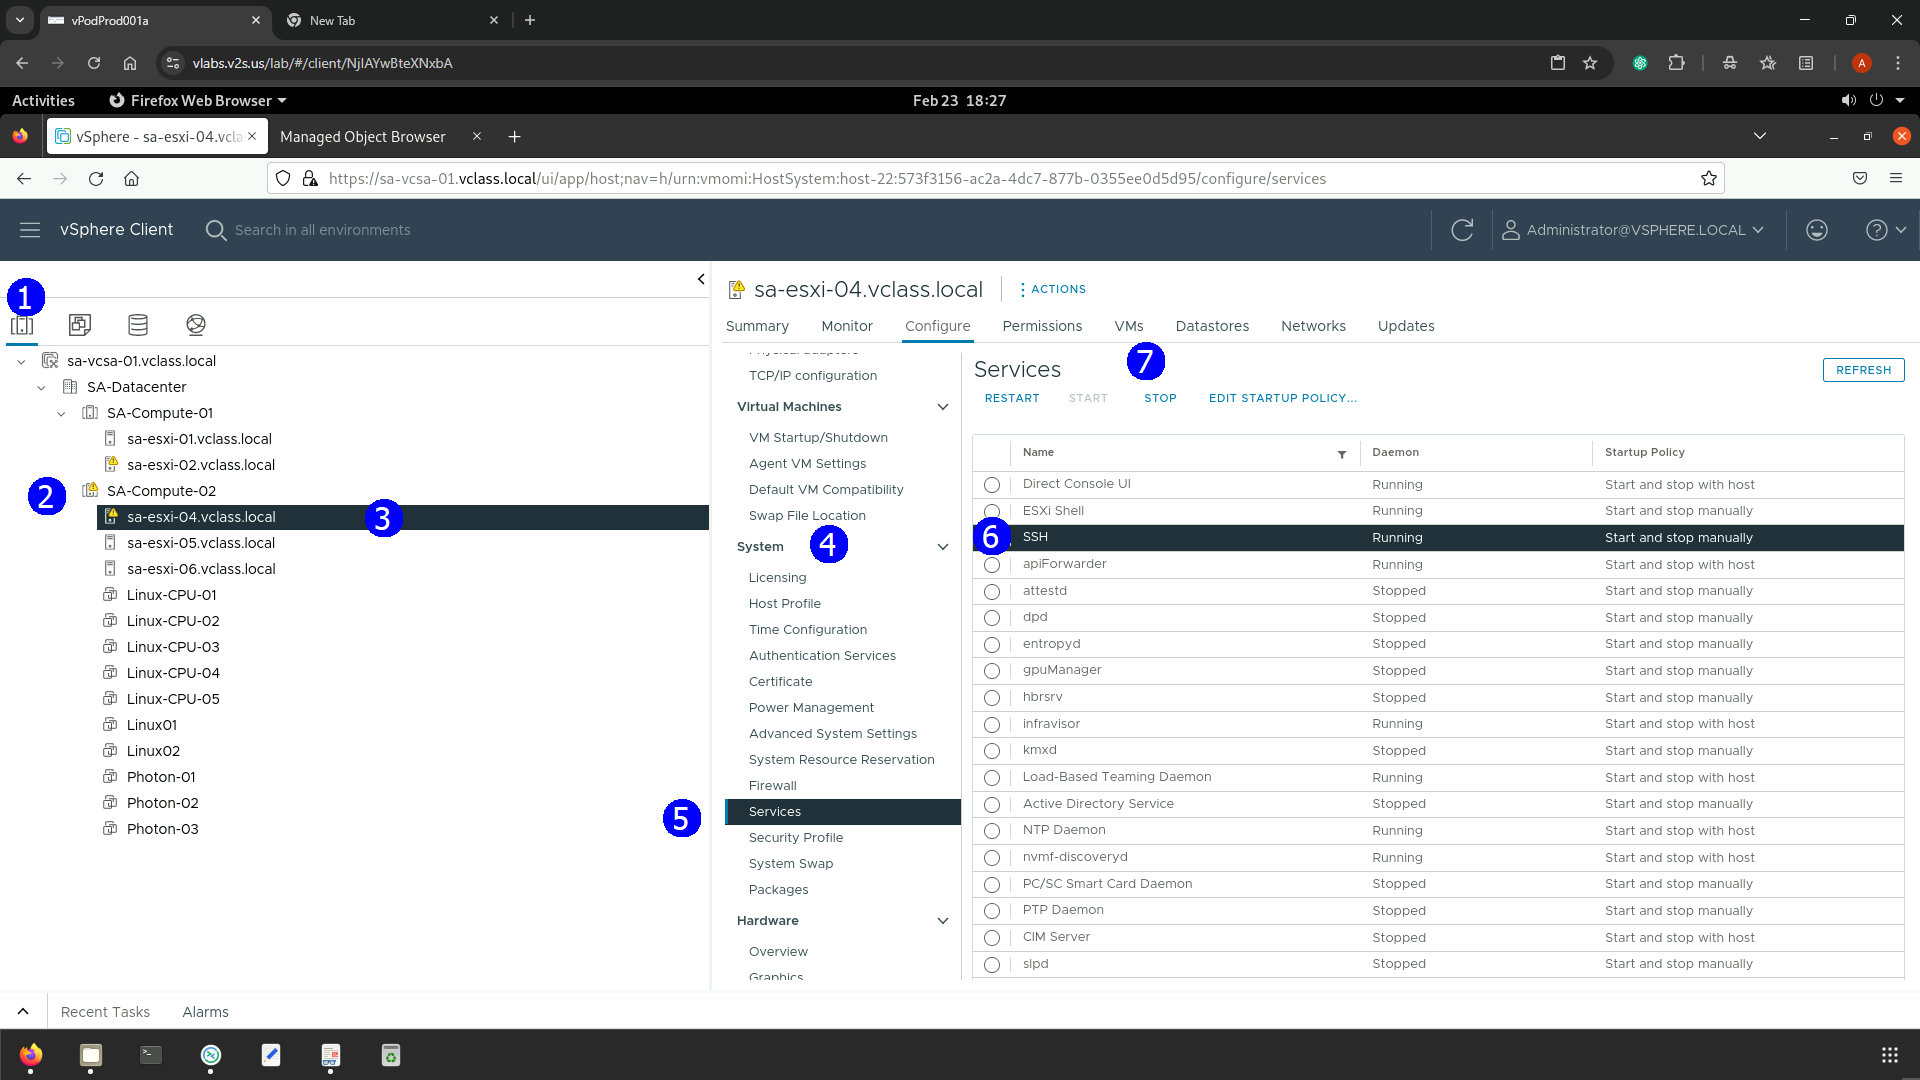 vPodProd001a
New Tab
vlabs.v2s.us/lab/#/client/NjIAYwBteXNxbA
A
Activities
Firefox Web Browser
Feb 23 18:27
vSphere - sa-esxi-04.vcla
Managed Object Browser
https://sa-vcsa-01.vclass.local/ui/app/host;nav=h/urn:vmomi:HostSystem:host-22:573f3156-ac2a-4dc7-877b-0355ee0d5d95/configure/services
vSphere Client
Search in all environments
Administrator@VSPHERE.LOCAL
1
sa-vcsa-01.vclass.local
SA-Datacenter
SA-Compute-01
sa-esxi-01.vclass.local
sa-esxi-02.vclass.local
2
SA-Compute-02
sa-esxi-04.vclass.local
3
sa-esxi-05.vclass.local
sa-esxi-06.vclass.local
Linux-CPU-01
Linux-CPU-02
Linux-CPU-03
Linux-CPU-04
Linux-CPU-05
Linux01
Linux02
Photon-01
Photon-02
Photon-03
sa-esxi-04.vclass.local
ACTIONS
Summary
Monitor
Configure
Permissions
VMs
Datastores
Networks
Updates
Physical adapters
TCP/IP configuration
Virtual Machines
VM Startup/Shutdown
Agent VM Settings
Default VM Compatibility
Swap File Location
System
4
Licensing
Host Profile
Time Configuration
Authentication Services
Certificate
Power Management
Advanced System Settings
System Resource Reservation
Firewall
5
Services
Security Profile
System Swap
Packages
Hardware
Overview
Graphics
Services
7
REFRESH
RESTART
START
STOP
EDIT STARTUP POLICY...
Name Daemon Startup Policy
Direct Console UI Running Start and stop with host
ESXi Shell Running Start and stop manually
6 SSH Running Start and stop manually
apiForwarder Running Start and stop with host
attestd Stopped Start and stop manually
dpd Stopped Start and stop manually
entropyd Stopped Start and stop manually
gpuManager Stopped Start and stop manually
hbrsrv Stopped Start and stop manually
infravisor Running Start and stop with host
kmxd Stopped Start and stop manually
Load-Based Teaming Daemon Running Start and stop with host
Active Directory Service Stopped Start and stop manually
NTP Daemon Running Start and stop with host
nvmf-discoveryd Running Start and stop with host
PC/SC Smart Card Daemon Stopped Start and stop manually
PTP Daemon Stopped Start and stop manually
CIM Server Stopped Start and stop with host
slpd Stopped Start and stop manually
Recent Tasks
Alarms